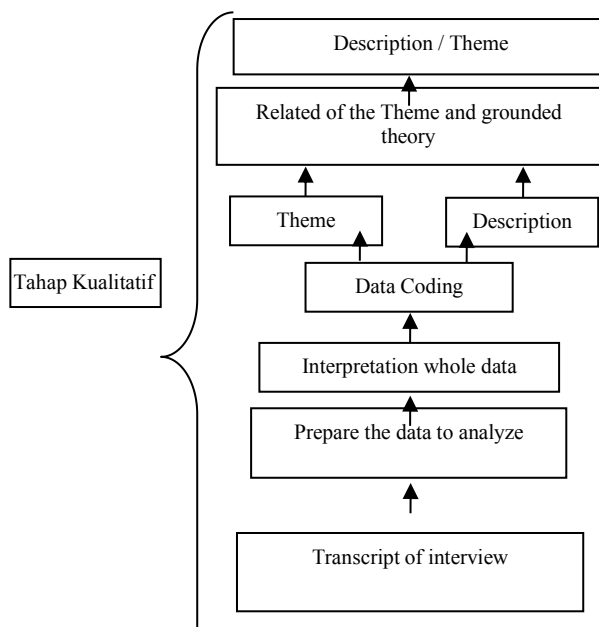 Description / Theme
Related of the Theme and grounded
theory
Theme
Description
Tahap Kualitatif
Data Coding
Interpretation whole data
Prepare the data to analyze
Transcript of interview